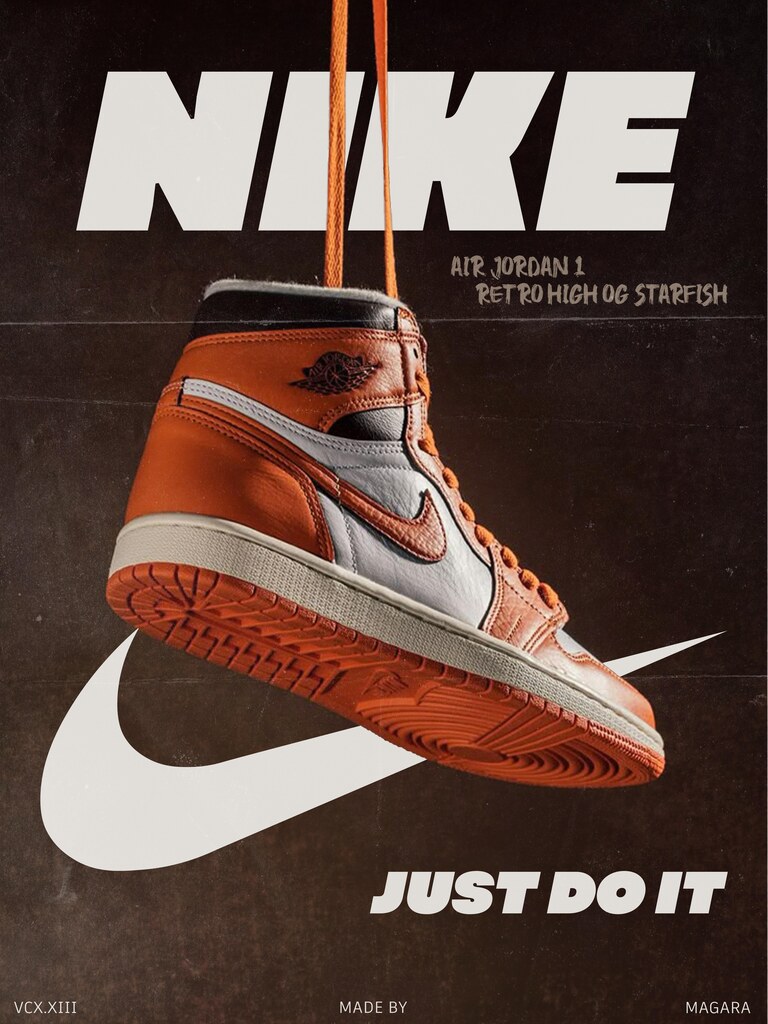 NIKE
AIR JORDAN 1
RETRO HIGH OG STARFISH
JUST DO IT
VCX.XIII
MADE BY
MAGARA